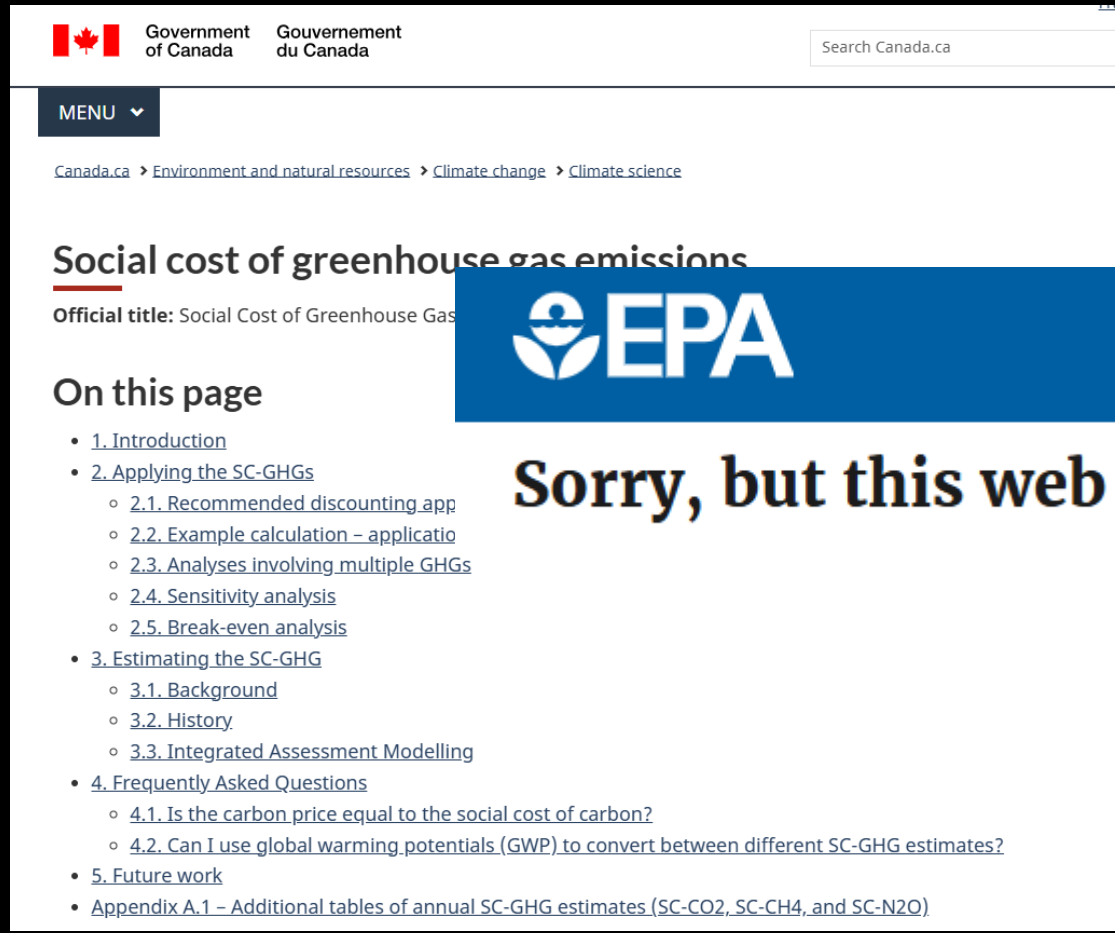 Government Gouvernement
of Canada du Canada
Search Canada.ca
MENU
Canada.ca > Environment and natural resources > Climate change > Climate science
Social cost of greenhouse gas emissions
Official title: Social Cost of Greenhouse Gas
EPA
On this page
Sorry, but this web
• 1. Introduction
• 2. Applying the SC-GHGs
◦ 2.1. Recommended discounting app
◦ 2.2. Example calculation – applicatio
◦ 2.3. Analyses involving multiple GHGs
◦ 2.4. Sensitivity analysis
◦ 2.5. Break-even analysis
• 3. Estimating the SC-GHG
◦ 3.1. Background
◦ 3.2. History
◦ 3.3. Integrated Assessment Modelling
• 4. Frequently Asked Questions
◦ 4.1. Is the carbon price equal to the social cost of carbon?
◦ 4.2. Can I use global warming potentials (GWP) to convert between different SC-GHG estimates?
• 5. Future work
• Appendix A.1 – Additional tables of annual SC-GHG estimates (SC-CO2, SC-CH4, and SC-N2O)